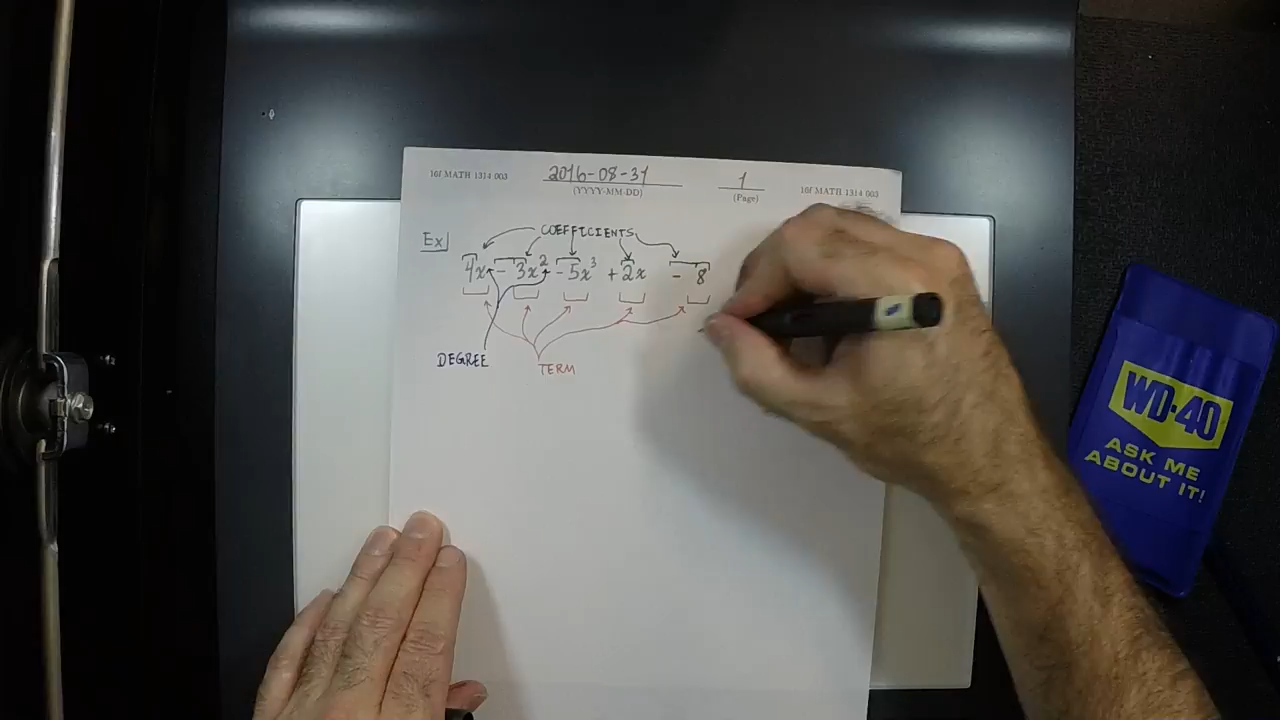 16f MATH 1314 003 2016-08-31 1 16f MATH 1314 003
(YYYY-MM-DD) (Page)
Ex COEFFICIENTS
4x - 3x² - 5x³ + 2x - 8
DEGREE TERM
WD-40
ASK ME
ABOUT IT!